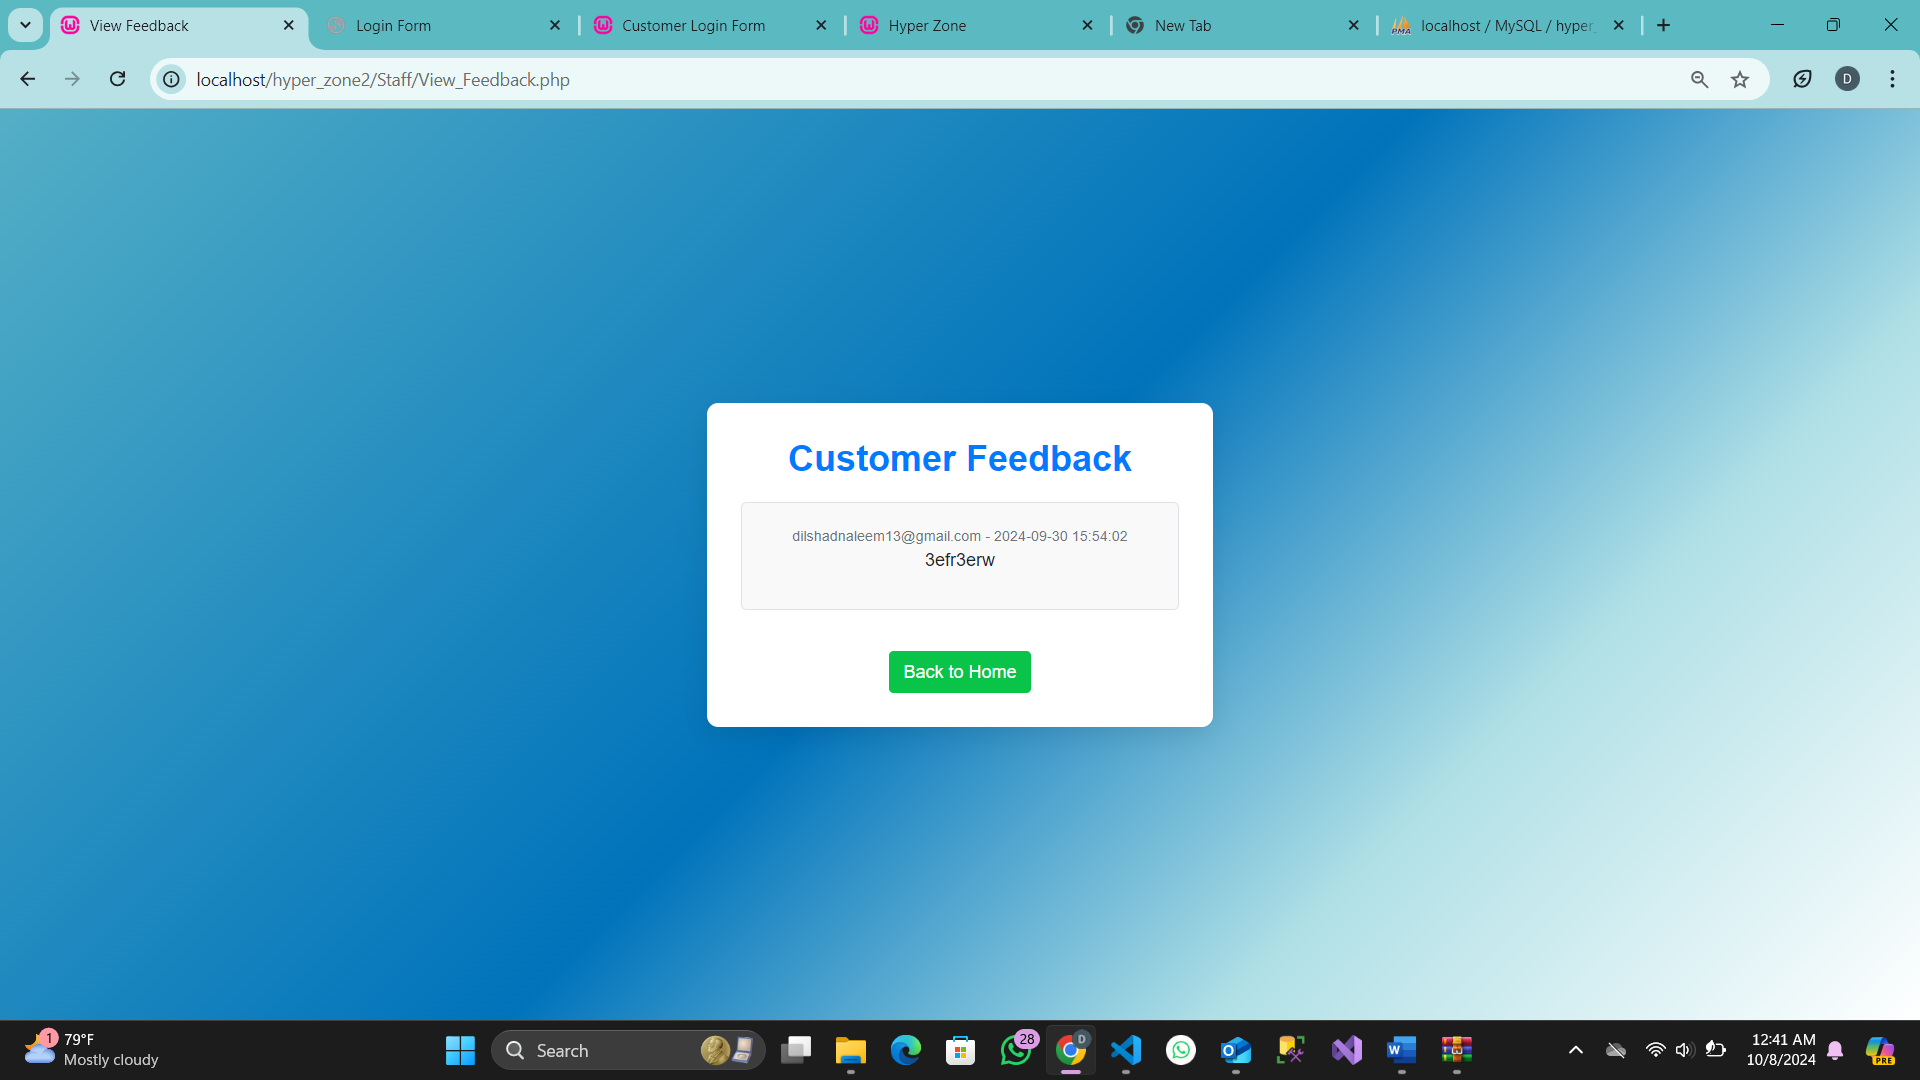 View Feedback
Login Form
Customer Login Form
Hyper Zone
New Tab
localhost / MySQL / hyper_
localhost/hyper_zone2/Staff/View_Feedback.php
D
Customer Feedback
dilshadnaleem13@gmail.com - 2024-09-30 15:54:02
3efr3erw
Back to Home
1
79°F
Mostly cloudy
Search
28
D
12:41 AM
10/8/2024
PRE